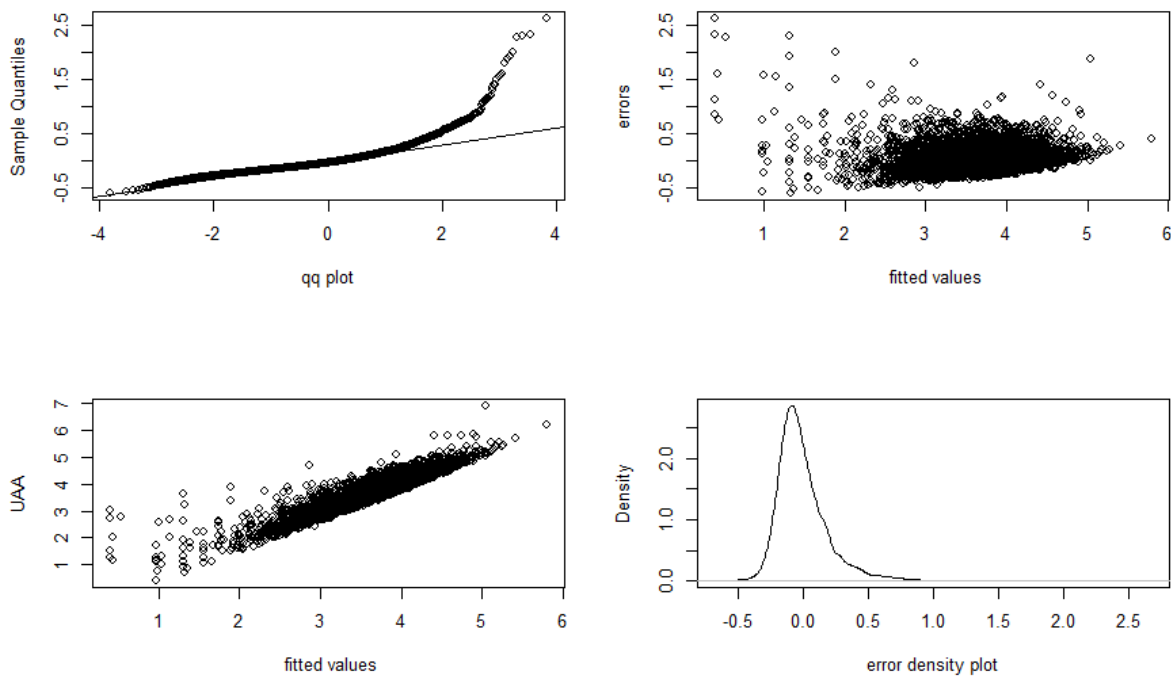 Sample Quantiles
-0.5 0.5 1.5 2.5
-4 -2 0 2 4
qq plot
errors
-0.5 0.5 1.5 2.5
1 2 3 4 5 6
fitted values
UAA
1 2 3 4 5 6 7
1 2 3 4 5 6
fitted values
Density
0.0 1.0 2.0
-0.5 0.0 0.5 1.0 1.5 2.0 2.5
error density plot